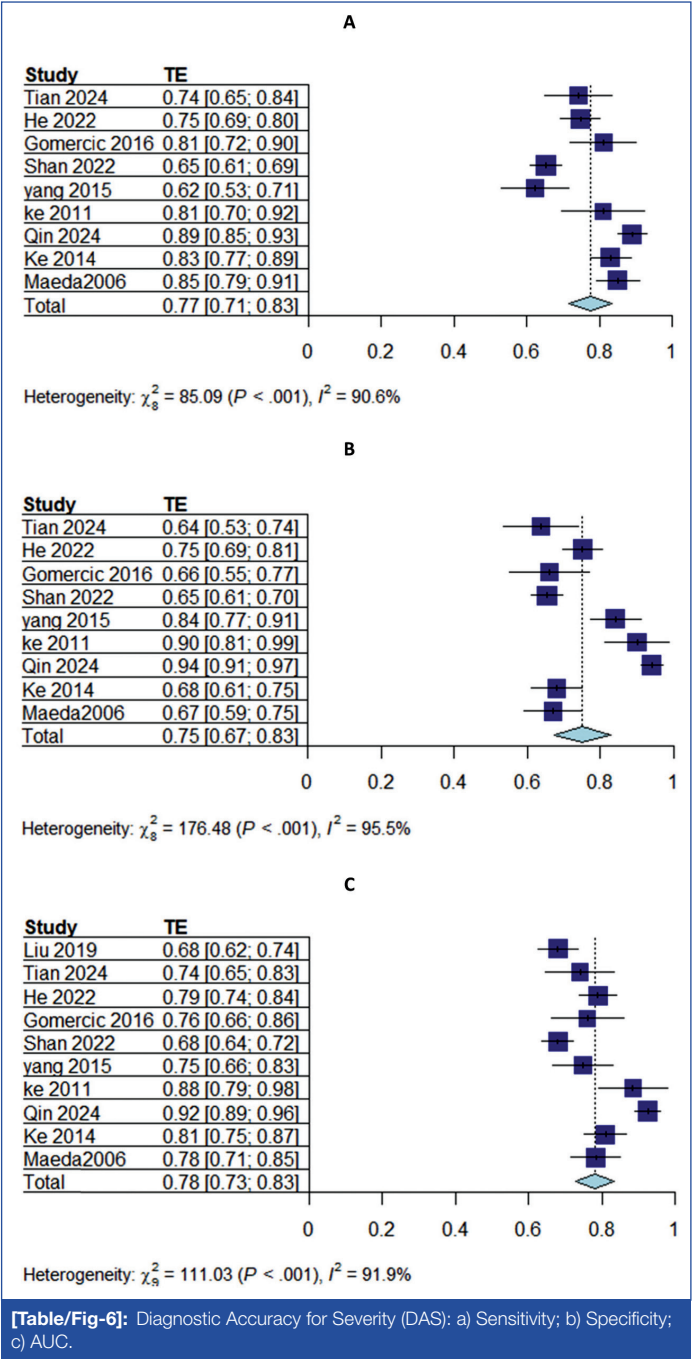 A
Study TE
Tian 2024 0.74 [0.65; 0.84]
He 2022 0.75 [0.69; 0.80]
Gomercic 2016 0.81 [0.72; 0.90]
Shan 2022 0.65 [0.61; 0.69]
yang 2015 0.62 [0.53; 0.71]
ke 2011 0.81 [0.70; 0.92]
Qin 2024 0.89 [0.85; 0.93]
Ke 2014 0.83 [0.77; 0.89]
Maeda2006 0.85 [0.79; 0.91]
Total 0.77 [0.71; 0.83]
0 0.2 0.4 0.6 0.8 1
Heterogeneity: χ²₈ = 85.09 (P < .001), I² = 90.6%
B
Study TE
Tian 2024 0.64 [0.53; 0.74]
He 2022 0.75 [0.69; 0.81]
Gomercic 2016 0.66 [0.55; 0.77]
Shan 2022 0.65 [0.61; 0.70]
yang 2015 0.84 [0.77; 0.91]
ke 2011 0.90 [0.81; 0.99]
Qin 2024 0.94 [0.91; 0.97]
Ke 2014 0.68 [0.61; 0.75]
Maeda2006 0.67 [0.59; 0.75]
Total 0.75 [0.67; 0.83]
0 0.2 0.4 0.6 0.8 1
Heterogeneity: χ²₈ = 176.48 (P < .001), I² = 95.5%
C
Study TE
Liu 2019 0.68 [0.62; 0.74]
Tian 2024 0.74 [0.65; 0.83]
He 2022 0.79 [0.74; 0.84]
Gomercic 2016 0.76 [0.66; 0.86]
Shan 2022 0.68 [0.64; 0.72]
yang 2015 0.75 [0.66; 0.83]
ke 2011 0.88 [0.79; 0.98]
Qin 2024 0.92 [0.89; 0.96]
Ke 2014 0.81 [0.75; 0.87]
Maeda2006 0.78 [0.71; 0.85]
Total 0.78 [0.73; 0.83]
0 0.2 0.4 0.6 0.8 1
Heterogeneity: χ²₉ = 111.03 (P < .001), I² = 91.9%
[Table/Fig-6]: Diagnostic Accuracy for Severity (DAS): a) Sensitivity; b) Specificity;
c) AUC.